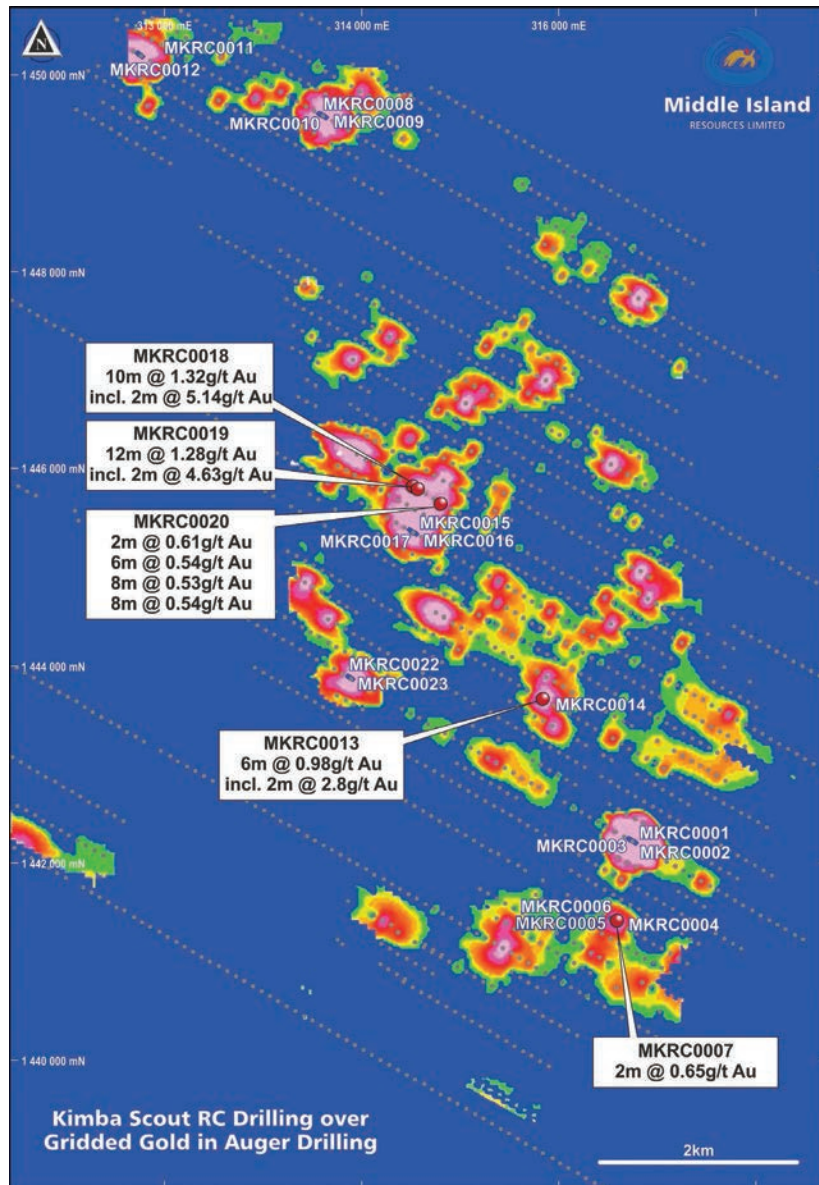 313 000 mE
314 000 mE
316 000 mE
N
MKRC0011
MKRC0012
1 450 000 mN
Middle Island
RESOURCES LIMITED
MKRC0008
MKRC0010
MKRC0009
1 448 000 mN
MKRC0018
10m @ 1.32g/t Au
incl. 2m @ 5.14g/t Au
MKRC0019
12m @ 1.28g/t Au
incl. 2m @ 4.63g/t Au
1 446 000 mN
MKRC0020
2m @ 0.61g/t Au
6m @ 0.54g/t Au
8m @ 0.53g/t Au
8m @ 0.54g/t Au
MKRC0015
MKRC0017
MKRC0016
1 444 000 mN
MKRC0022
MKRC0023
MKRC0014
MKRC0013
6m @ 0.98g/t Au
incl. 2m @ 2.8g/t Au
MKRC0001
MKRC0003
MKRC0002
1 442 000 mN
MKRC0006
MKRC0005
MKRC0004
MKRC0007
2m @ 0.65g/t Au
1 440 000 mN
Kimba Scout RC Drilling over
Gridded Gold in Auger Drilling
2km